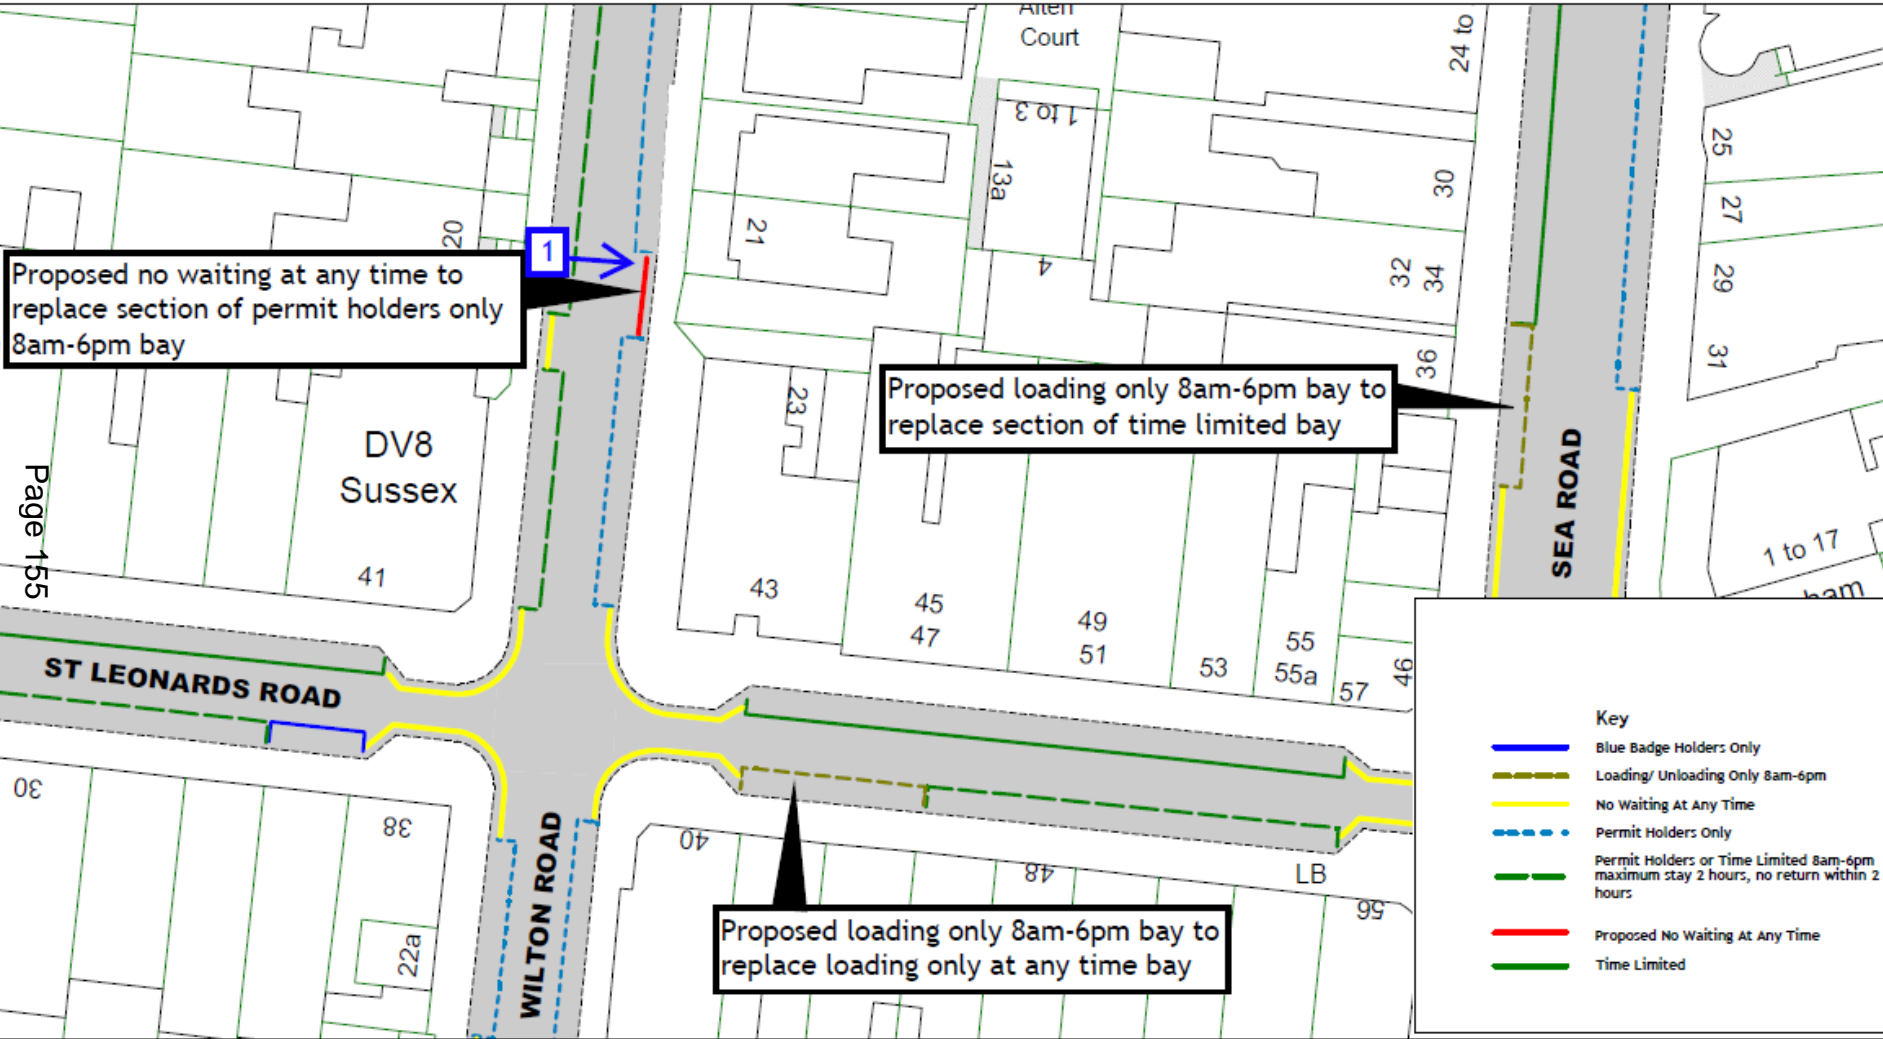 Allen
Court
24 to
1 to 3
13a
25
27
29
31
30
20
21
1
4
32
34
36
Proposed no waiting at any time to
replace section of permit holders only
8am-6pm bay
Proposed loading only 8am-6pm bay to
replace section of time limited bay
23
DV8
Sussex
Page 155
SEA ROAD
1 to 17
41
43
45
47
49
51
53
55
55a
57
46
ST LEONARDS ROAD
30
38
40
48
LB
56
22a
WILTON ROAD
Proposed loading only 8am-6pm bay to
replace loading only at any time bay
Key
Blue Badge Holders Only
Loading/ Unloading Only 8am-6pm
No Waiting At Any Time
Permit Holders Only
Permit Holders or Time Limited 8am-6pm
maximum stay 2 hours, no return within 2
hours
Proposed No Waiting At Any Time
Time Limited